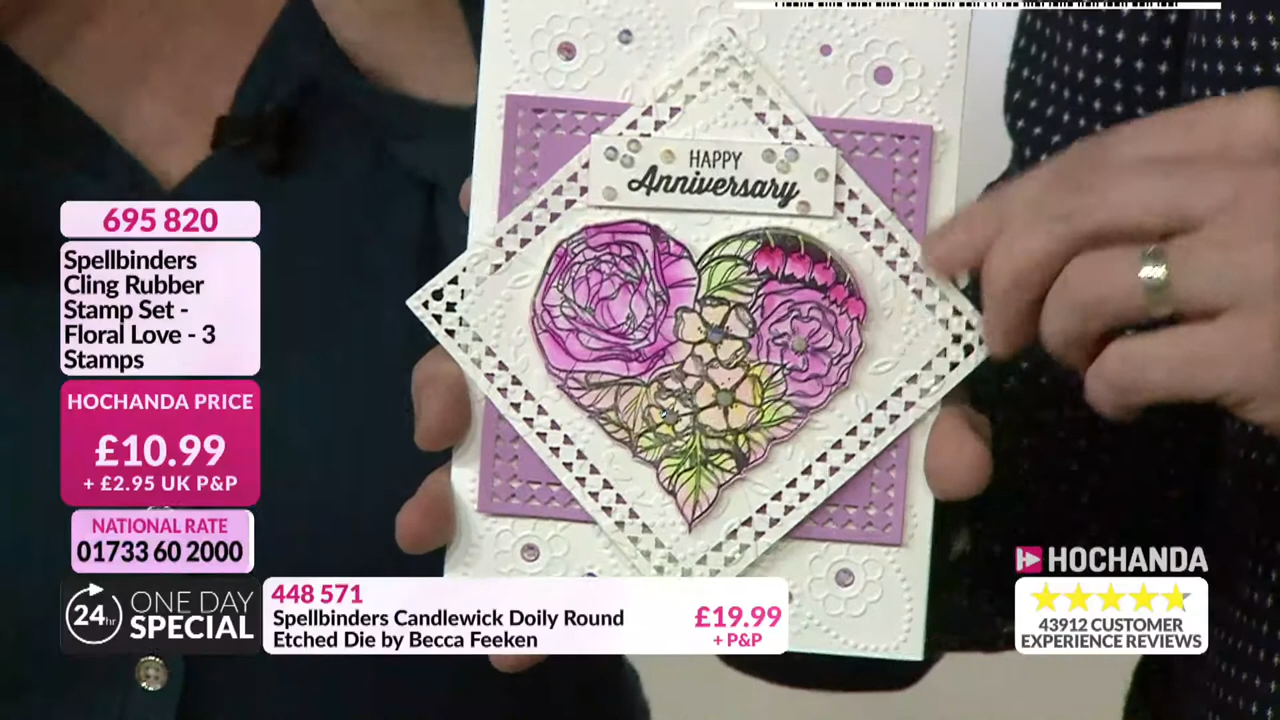 HAPPY
Anniversary
695 820
Spellbinders
Cling Rubber
Stamp Set -
Floral Love - 3
Stamps
HOCHANDA PRICE
£10.99
+ £2.95 UK P&P
NATIONAL RATE
01733 60 2000
24hr
ONE DAY
SPECIAL
448 571
Spellbinders Candlewick Doily Round
Etched Die by Becca Feeken
£19.99
+ P&P
HOCHANDA
43912 CUSTOMER
EXPERIENCE REVIEWS